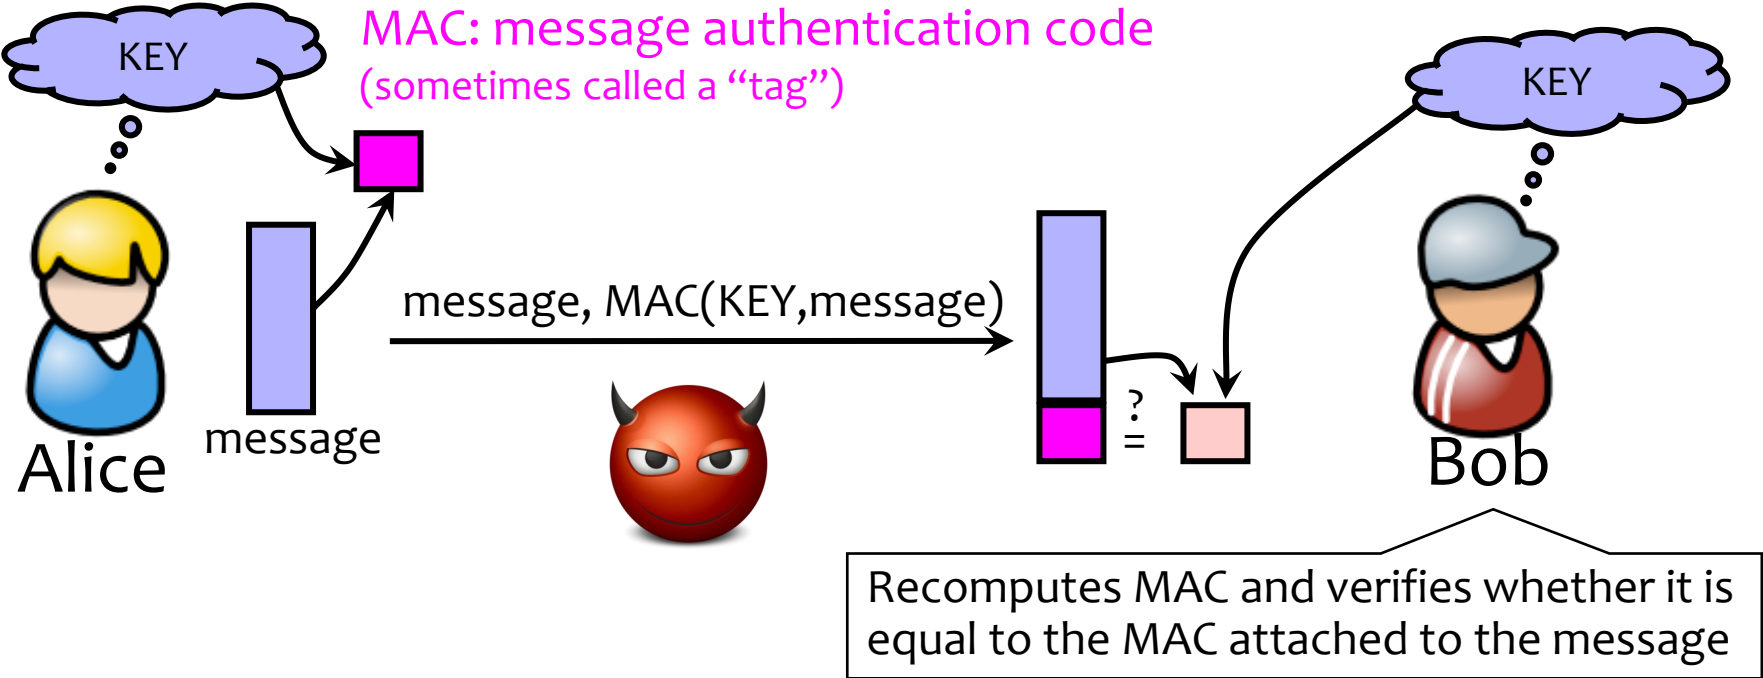 MAC: message authentication code
(sometimes called a “tag”)
KEY
KEY
message, MAC(KEY,message)
?
=
message
Alice
Bob
Recomputes MAC and verifies whether it is
equal to the MAC attached to the message